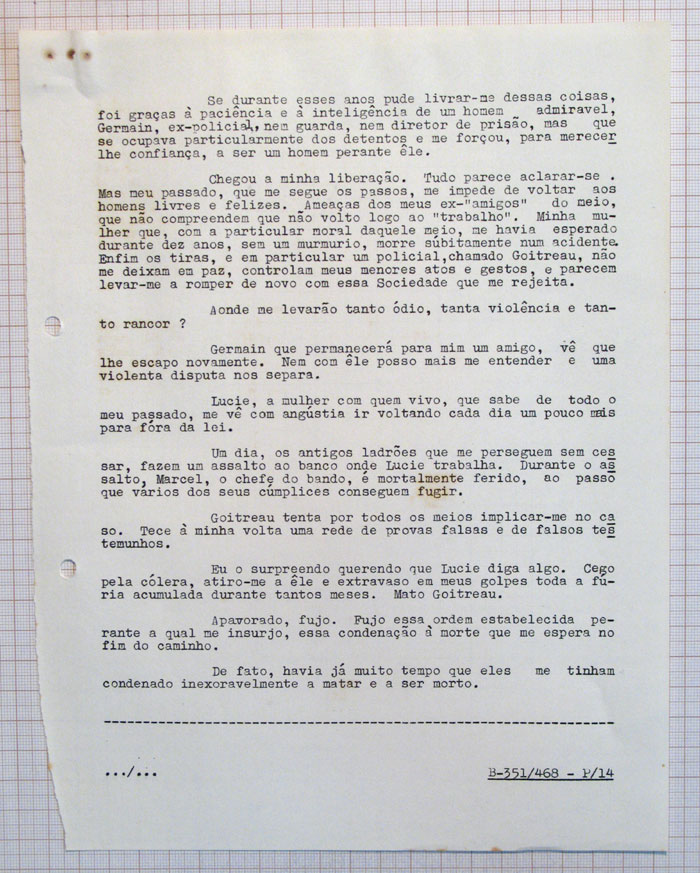 Se durante esses anos pude livrar-me dessas coisas,
foi graças à paciência e à inteligência de um homem admiravel,
Germain, ex-policial, nem guarda, nem diretor de prisão, mas que
se ocupava particularmente dos detentos e me forçou, para merecer
lhe confiança, a ser um homem perante êle.
Chegou a minha liberação. Tudo parece aclarar-se .
Mas meu passado, que me segue os passos, me impede de voltar aos
homens livres e felizes. Ameaças dos meus ex-"amigos" do meio,
que não compreendem que não volto logo ao "trabalho". Minha mu-
lher que, com a particular moral daquele meio, me havia esperado
durante dez anos, sem um murmurio, morre súbitamente num acidente.
Enfim os tiras, e em particular um policial,chamado Goitreau, não
me deixam em paz, controlam meus menores atos e gestos, e parecem
levar-me a romper de novo com essa Sociedade que me rejeita.
Aonde me levarão tanto ódio, tanta violência e tan-
to rancor ?
Germain que permanecerá para mim um amigo, vê que
lhe escapo novamente. Nem com êle posso mais me entender e uma
violenta disputa nos separa.
Lucie, a mulher com quem vivo, que sabe de todo o
meu passado, me vê com angústia ir voltando cada dia um pouco mais
para fóra da lei.
Um dia, os antigos ladrões que me perseguem sem ces
sar, fazem um assalto ao banco onde Lucie trabalha. Durante o as
salto, Marcel, o chefe do bando, é mortalmente ferido, ao passo
que vários dos seus cúmplices conseguem fugir.
Goitreau tenta por todos os meios implicar-me no ca
so. Tece à minha volta uma rede de provas falsas e de falsos tes
temunhos.
Eu o surpreendo querendo que Lucie diga algo. Cego
pela cólera, atiro-me a êle e extravaso em meus golpes toda a fú-
ria acumulada durante tantos meses. Mato Goitreau.
Apavorado, fujo. Fujo essa ordem estabelecida pe-
rante a qual me insurjo, essa condenação à morte que me espera no
fim do caminho.
De fato, havia já muito tempo que eles me tinham
condenado inexoravelmente a matar e a ser morto.
.../... B-351/468 - P/14